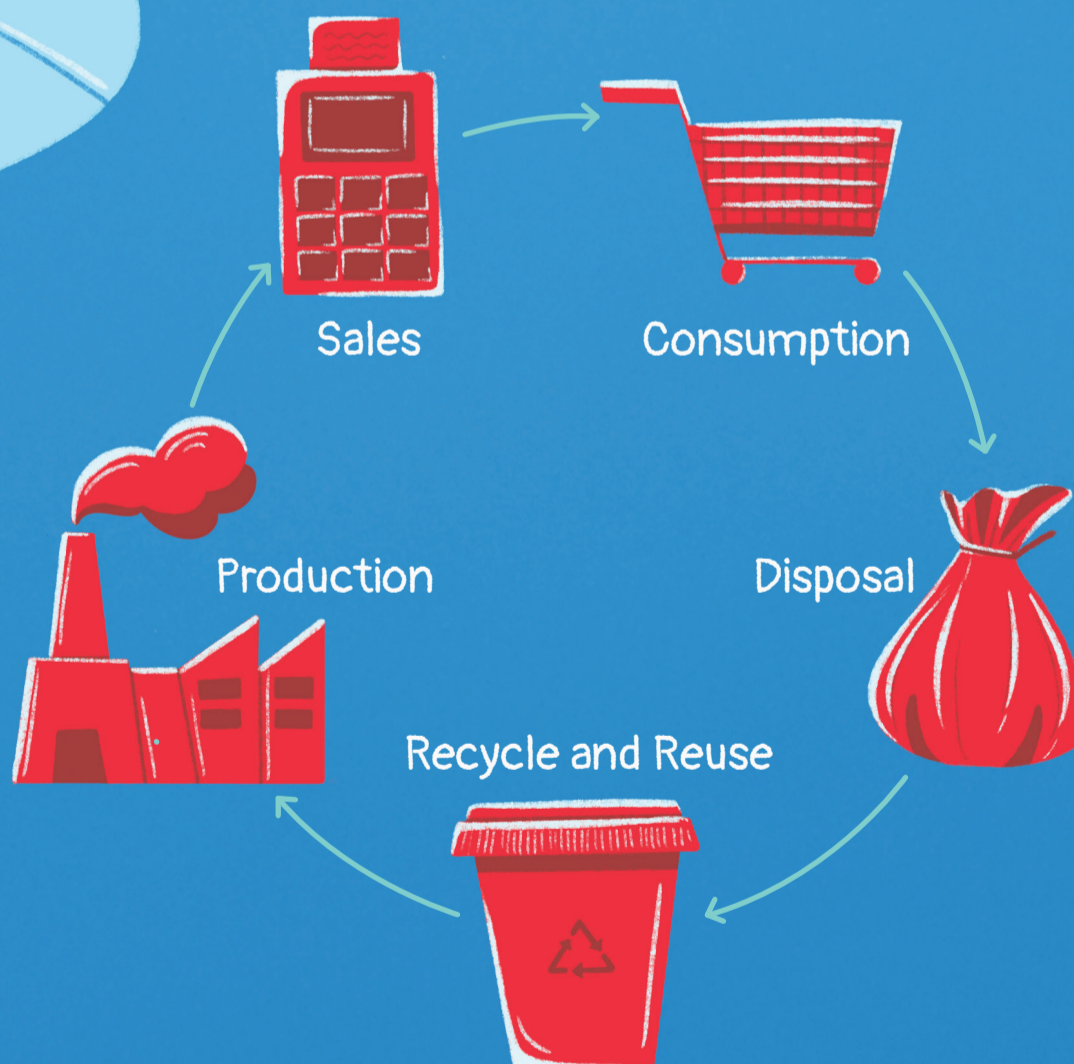 Sales
Consumption
Production
Disposal
Recycle and Reuse